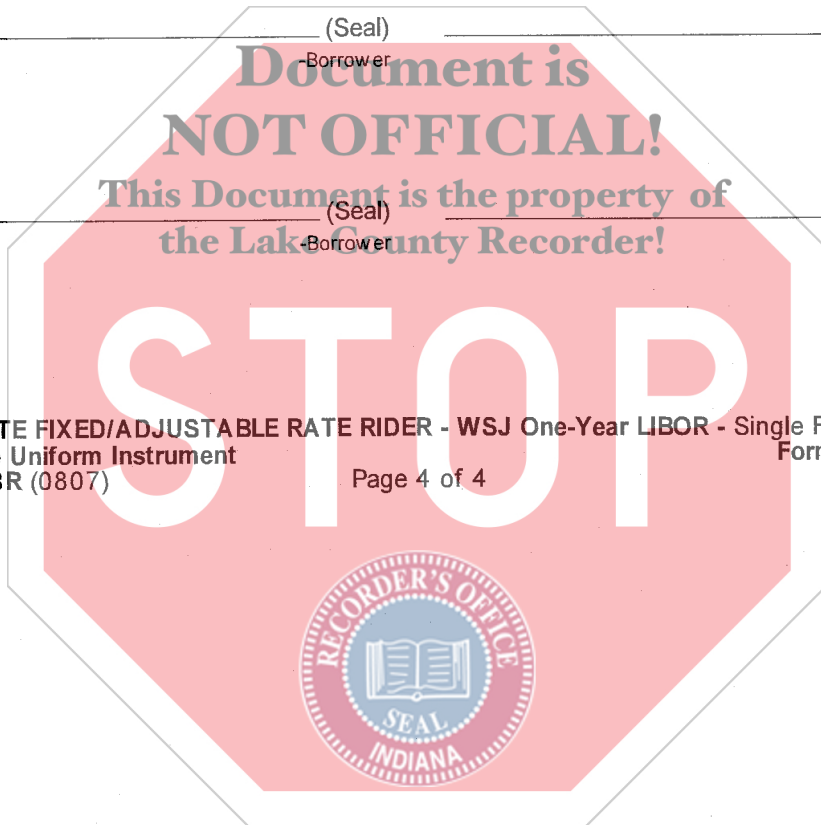 (Seal)
-Borrower
Document is
NOT OFFICIAL!
This Document is the property of
the Lake County Recorder!
(Seal)
-Borrower
STOP
TE FIXED/ADJUSTABLE RATE RIDER - WSJ One-Year LIBOR - Single F
- Uniform Instrument
Form
R (0807)
Page 4 of 4
RECORDER'S OFFICE
SEAL
INDIANA